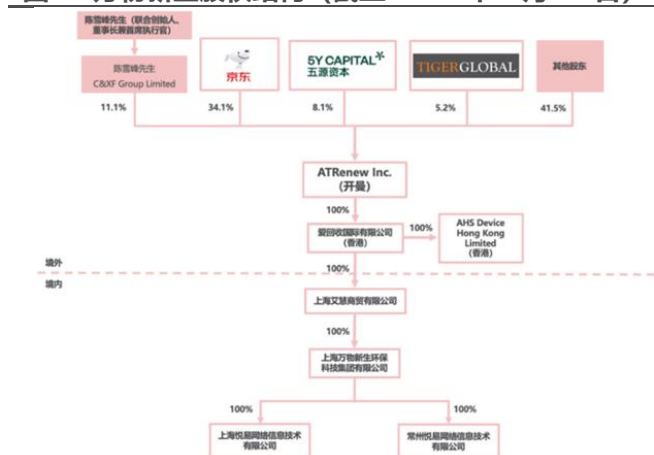 陈雪峰先生（联合创始人、
董事长兼首席执行官）
陈雪峰先生
C&XF Group Limited
京东
5Y CAPITAL
五源资本
TIGERGLOBAL
其他股东
11.1%
34.1%
8.1%
5.2%
41.5%
ATRenew Inc.
（开曼）
100%
爱回收国际有限公司
（香港）
100%
AHS Device
Hong Kong
Limited
（香港）
境外
100%
境内
上海艾慧商贸有限公司
100%
上海万物新生环保
科技集团有限公司
100%
100%
上海悦易网络信息技术
有限公司
常州悦易网络信息技术
有限公司